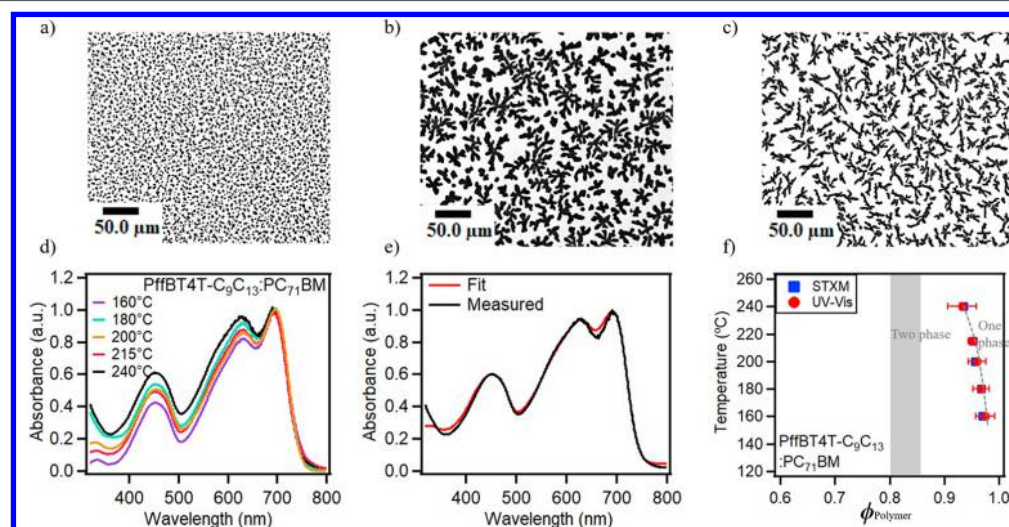 a)
b)
c)
50.0 µm
50.0 µm
50.0 µm
d)
e)
f)
1.2
1.0
0.8
0.6
0.4
0.2
0.0
Absorbance (a.u.)
PffBT4T-C₉C₁₃:PC₇₁BM
160°C
180°C
200°C
215°C
240°C
400 500 600 700 800
Wavelength (nm)
1.2
1.0
0.8
0.6
0.4
0.2
0.0
Absorbance (a.u.)
Fit
Measured
400 500 600 700 800
Wavelength (nm)
280
260
240
220
200
180
160
140
120
Temperature (ºC)
STXM
UV-Vis
Two phase
One
phase
PffBT4T-C₉C₁₃
:PC₇₁BM
0.6 0.7 0.8 0.9 1.0
ϕPolymer